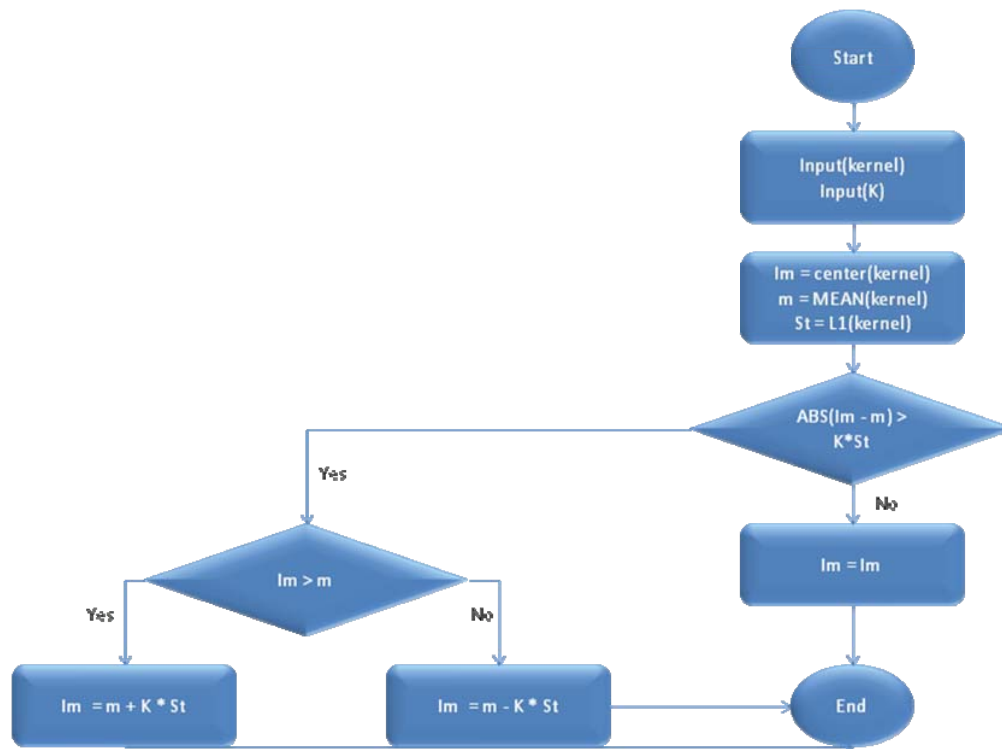 Start
Input(kernel)
Input(K)
Im = center(kernel)
m = MEAN(kernel)
St = L1(kernel)
ABS(Im - m) >
K*St
Yes
No
Im > m
Im = Im
Yes
No
Im = m + K * St
Im = m - K * St
End